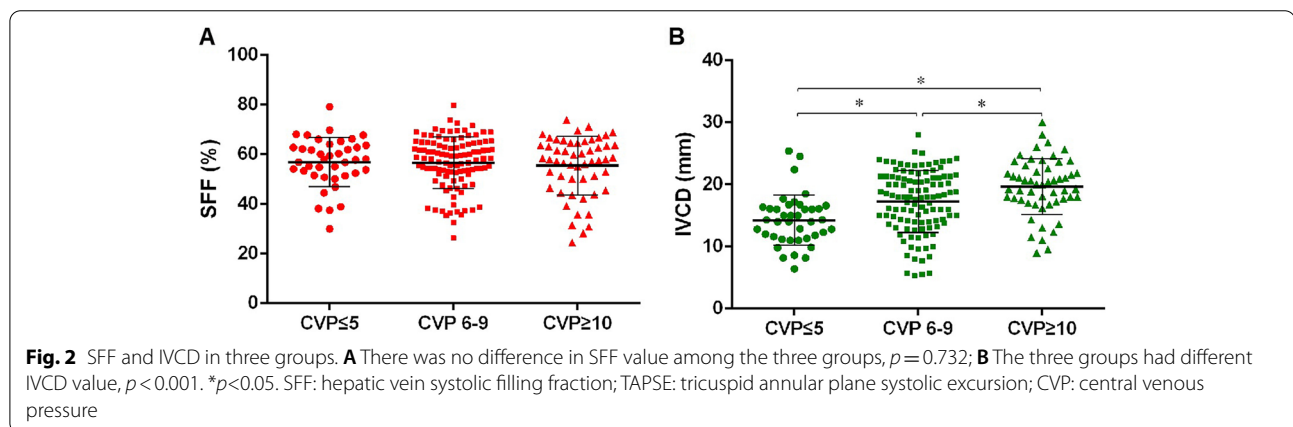 A
B
100
80
60
40
20
0
SFF (%)
CVP≤5 CVP 6-9 CVP≥10
40
30
20
10
0
IVCD (mm)
*
* *
CVP≤5 CVP 6-9 CVP≥10
Fig. 2 SFF and IVCD in three groups. A There was no difference in SFF value among the three groups, p = 0.732; B The three groups had different
IVCD value, p < 0.001. *p<0.05. SFF: hepatic vein systolic filling fraction; TAPSE: tricuspid annular plane systolic excursion; CVP: central venous
pressure